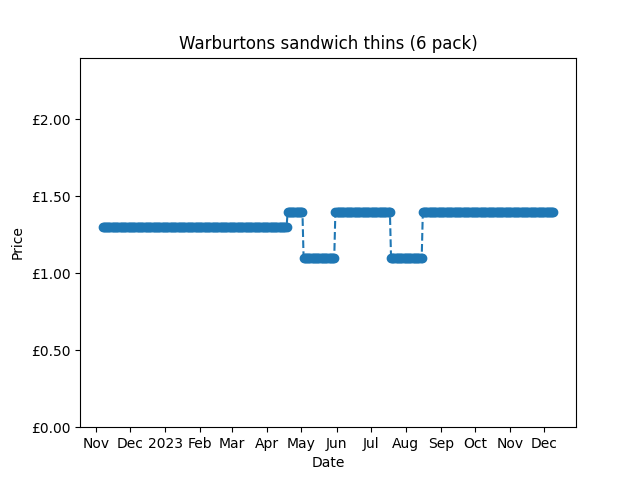 Warburtons sandwich thins (6 pack)
£2.00
£1.50
£1.00
£0.50
£0.00
Price
Nov Dec 2023 Feb Mar Apr May Jun Jul Aug Sep Oct Nov Dec
Date